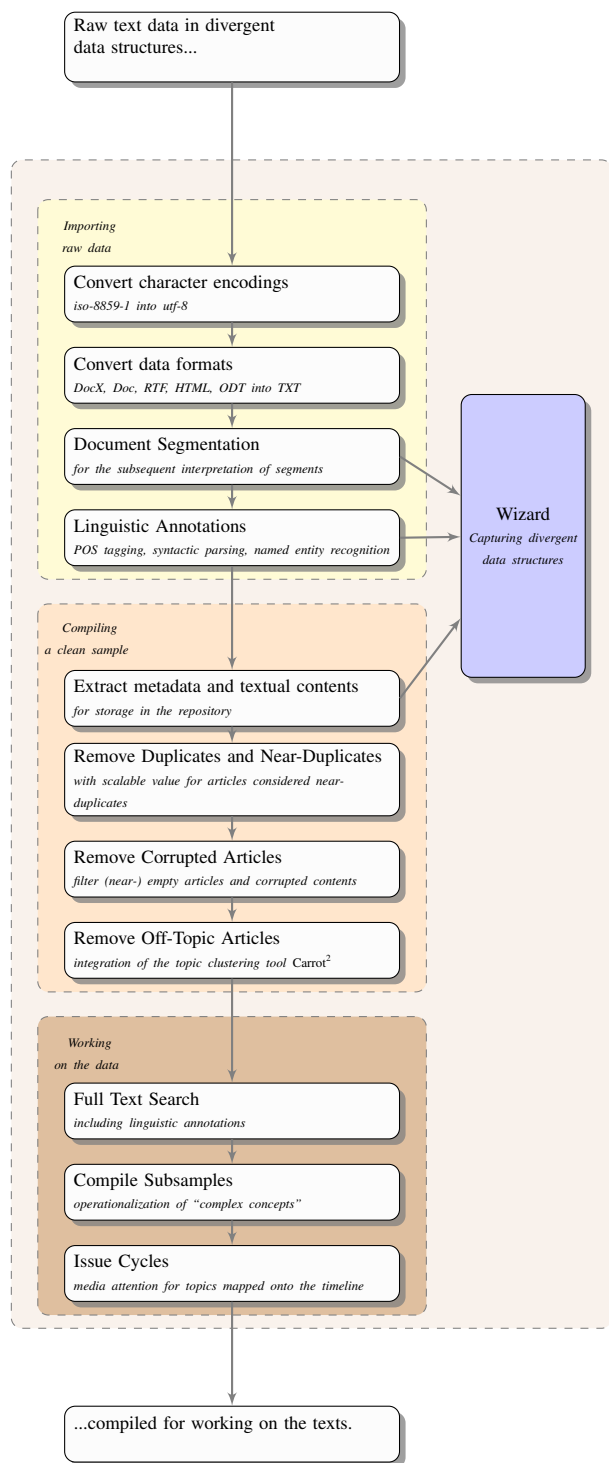 Raw text data in divergent
data structures...
Importing
raw data
Convert character encodings
iso-8859-1 into utf-8
Convert data formats
DocX, Doc, RTF, HTML, ODT into TXT
Document Segmentation
for the subsequent interpretation of segments
Linguistic Annotations
POS tagging, syntactic parsing, named entity recognition
Wizard
Capturing divergent
data structures
Compiling
a clean sample
Extract metadata and textual contents
for storage in the repository
Remove Duplicates and Near-Duplicates
with scalable value for articles considered near-
duplicates
Remove Corrupted Articles
filter (near-) empty articles and corrupted contents
Remove Off-Topic Articles
integration of the topic clustering tool Carrot²
Working
on the data
Full Text Search
including linguistic annotations
Compile Subsamples
operationalization of “complex concepts”
Issue Cycles
media attention for topics mapped onto the timeline
...compiled for working on the texts.